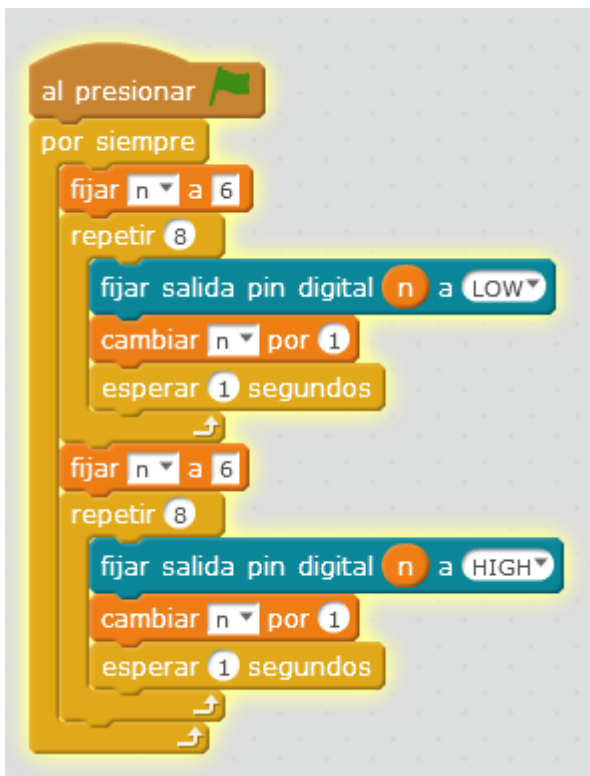 al presionar
por siempre
fijar n a 6
repetir 8
fijar salida pin digital n a LOW
cambiar n por 1
esperar 1 segundos
fijar n a 6
repetir 8
fijar salida pin digital n a HIGH
cambiar n por 1
esperar 1 segundos